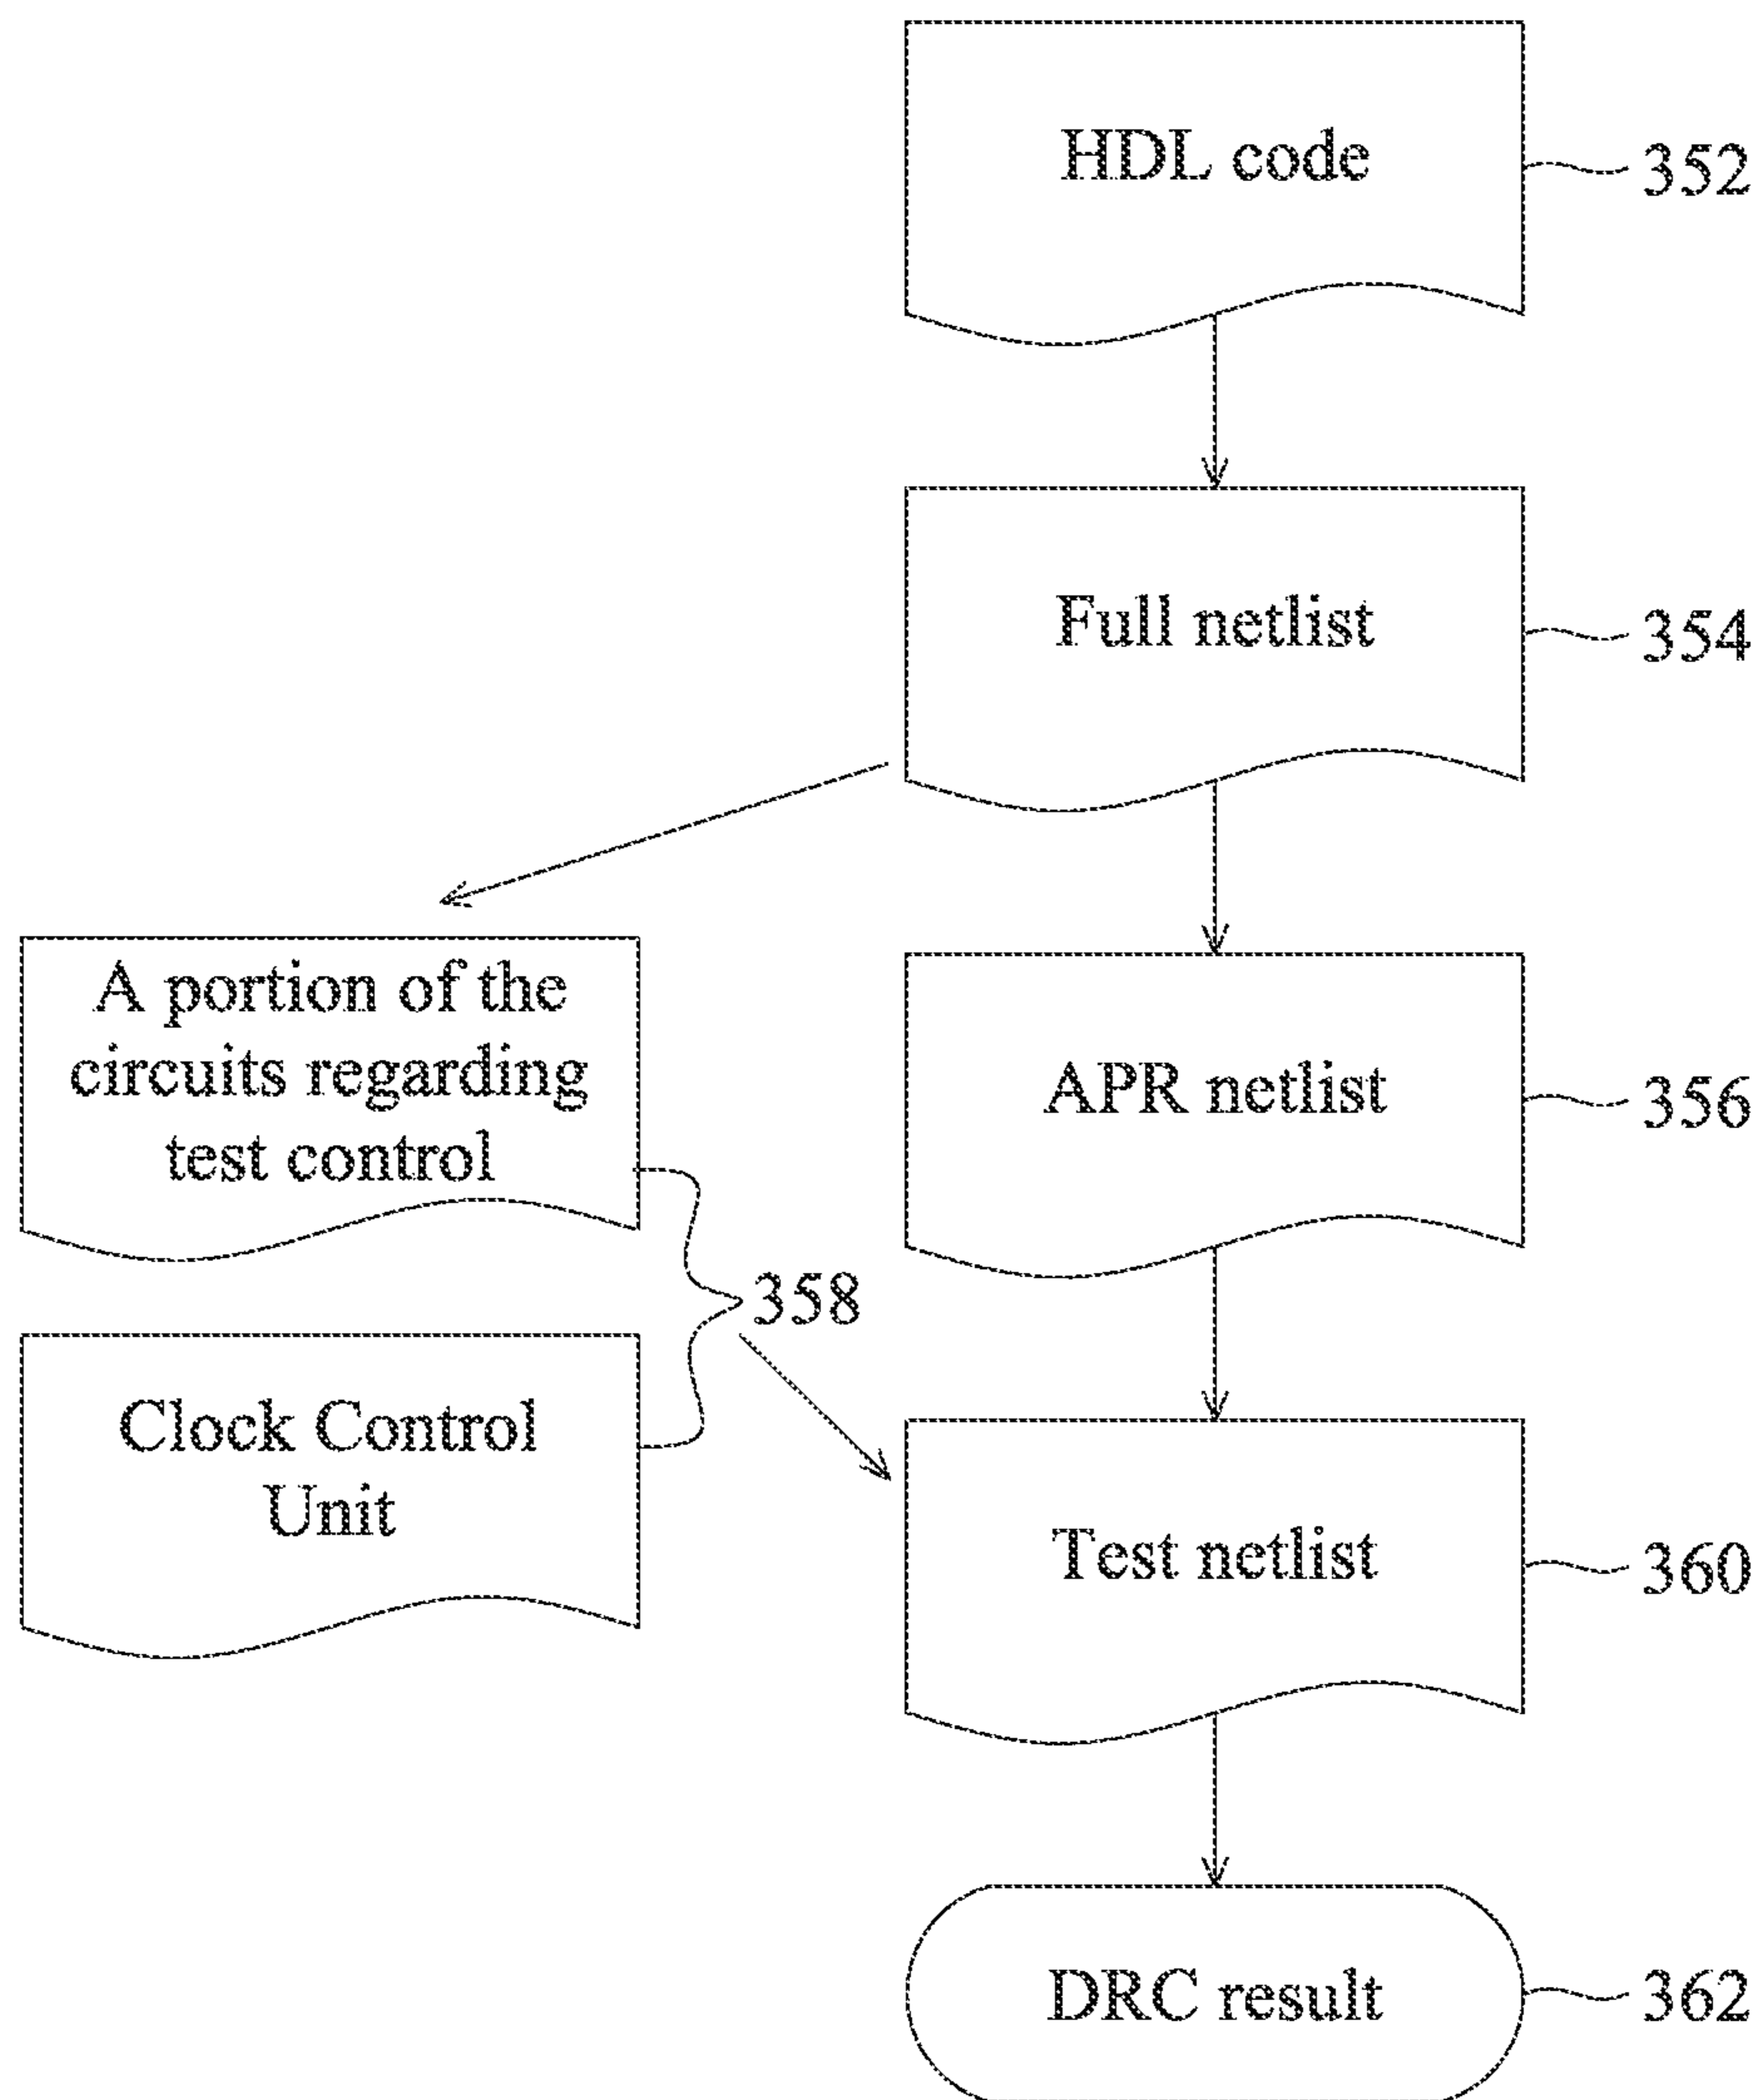 HDL code
352
Full netlist
354
A portion of the
circuits regarding
test control
APR netlist
356
358
Clock Control
Unit
Test netlist
360
DRC result
362